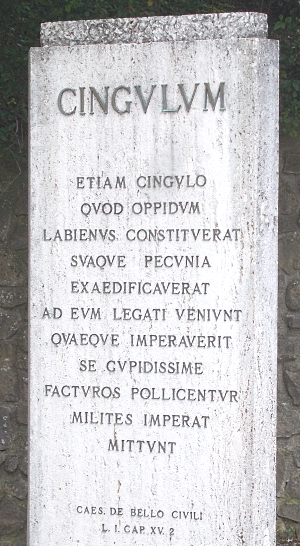 CINGVLVM
ETIAM CINGVLO
QVOD OPPIDVM
LABIENVS CONSTITVERAT
SVAQVE PECVNIA
EXAEDIFICAVERAT
AD EVM LEGATI VENIVNT
QVAEQVE IMPERAVERIT
SE CVPIDISSIME
FACTVROS POLLICENTVR
MILITES IMPERAT
MITTVNT
CAES. DE BELLO CIVILI
L. I. CAP. XV. 2